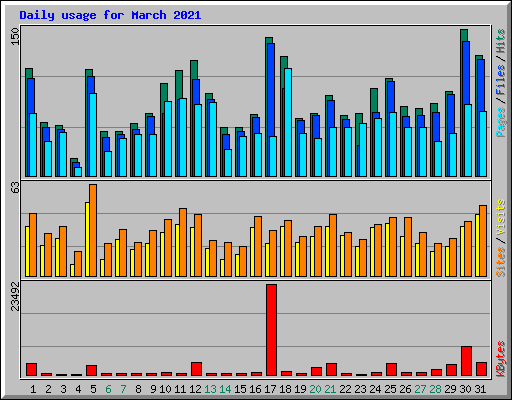 Daily usage for March 2021
150
Pages / Files / Hits
63
Sites / Visits
23492
KBytes
1 2 3 4 5 6 7 8 9 10 11 12 13 14 15 16 17 18 19 20 21 22 23 24 25 26 27 28 29 30 31